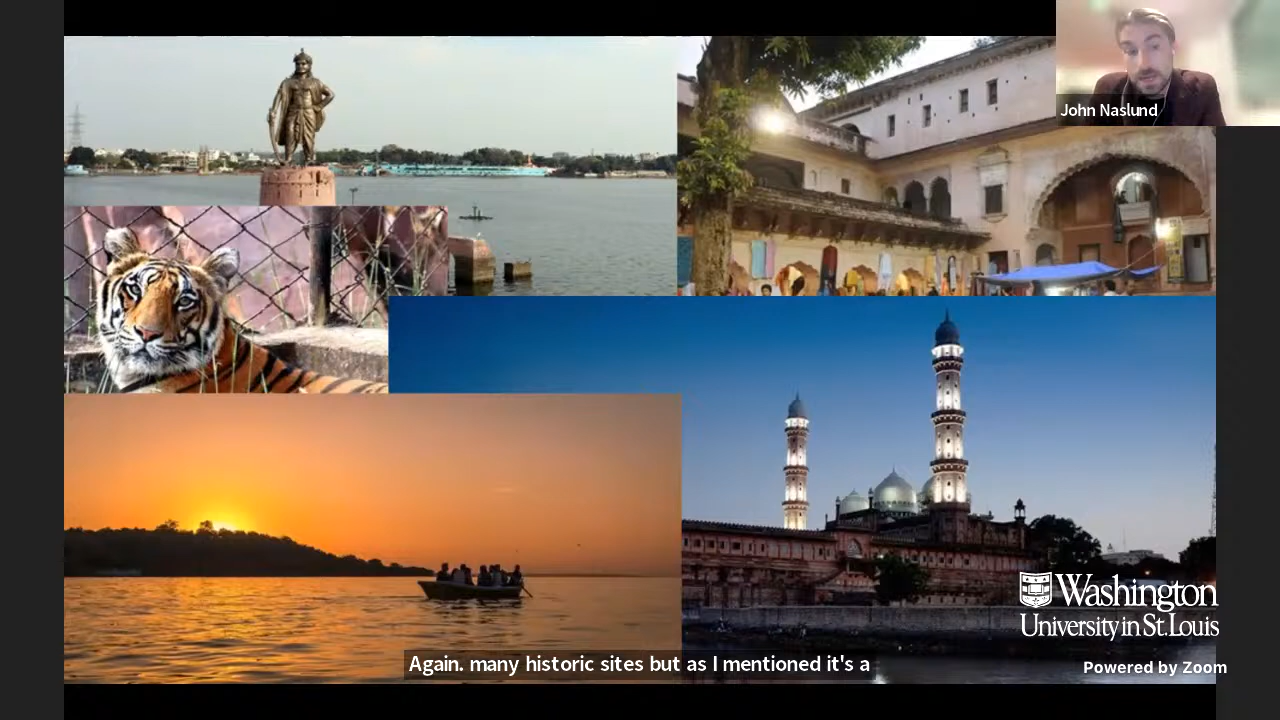 John Naslund
Washington
University in St. Louis
Again. many historic sites but as I mentioned it's a
Powered by Zoom